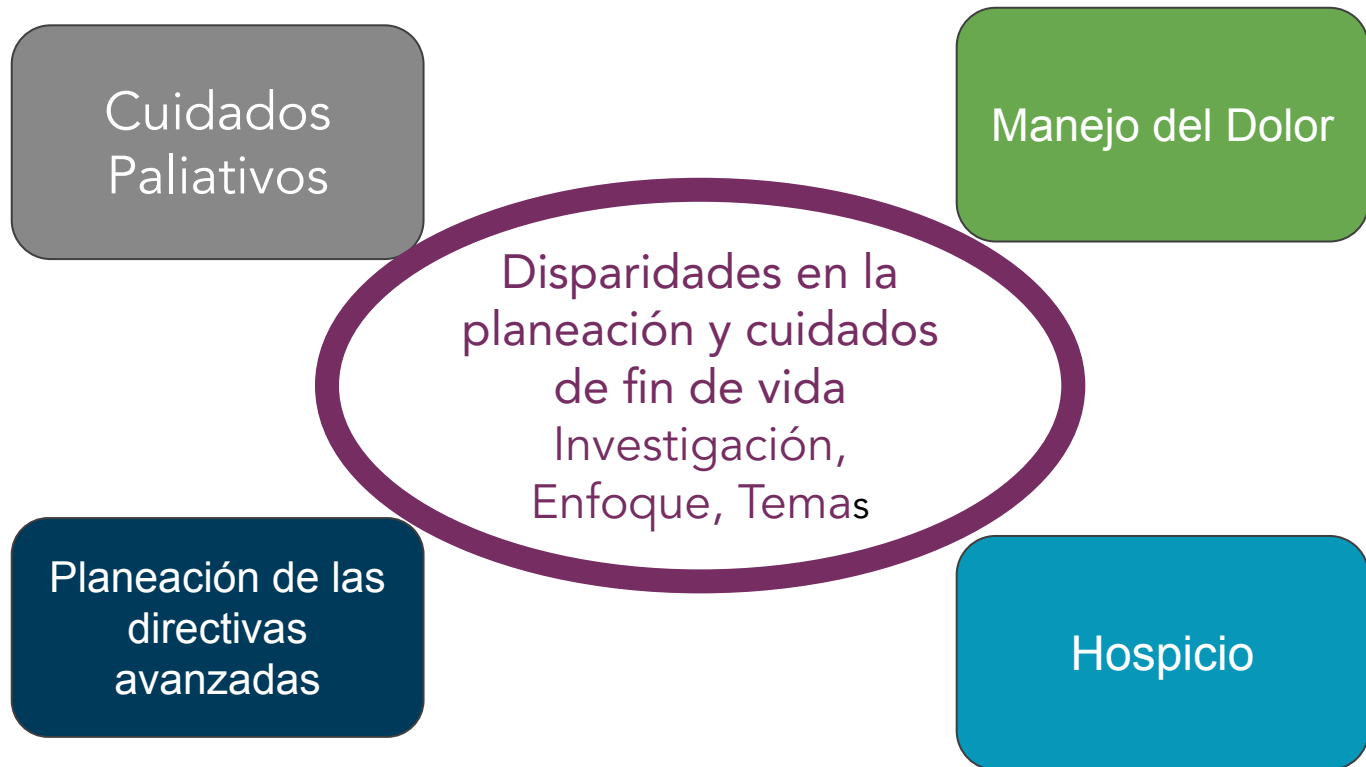 Cuidados
Paliativos
Manejo del Dolor
Disparidades en la
planeación y cuidados
de fin de vida
Investigación,
Enfoque, Temas
Planeación de las
directivas
avanzadas
Hospicio